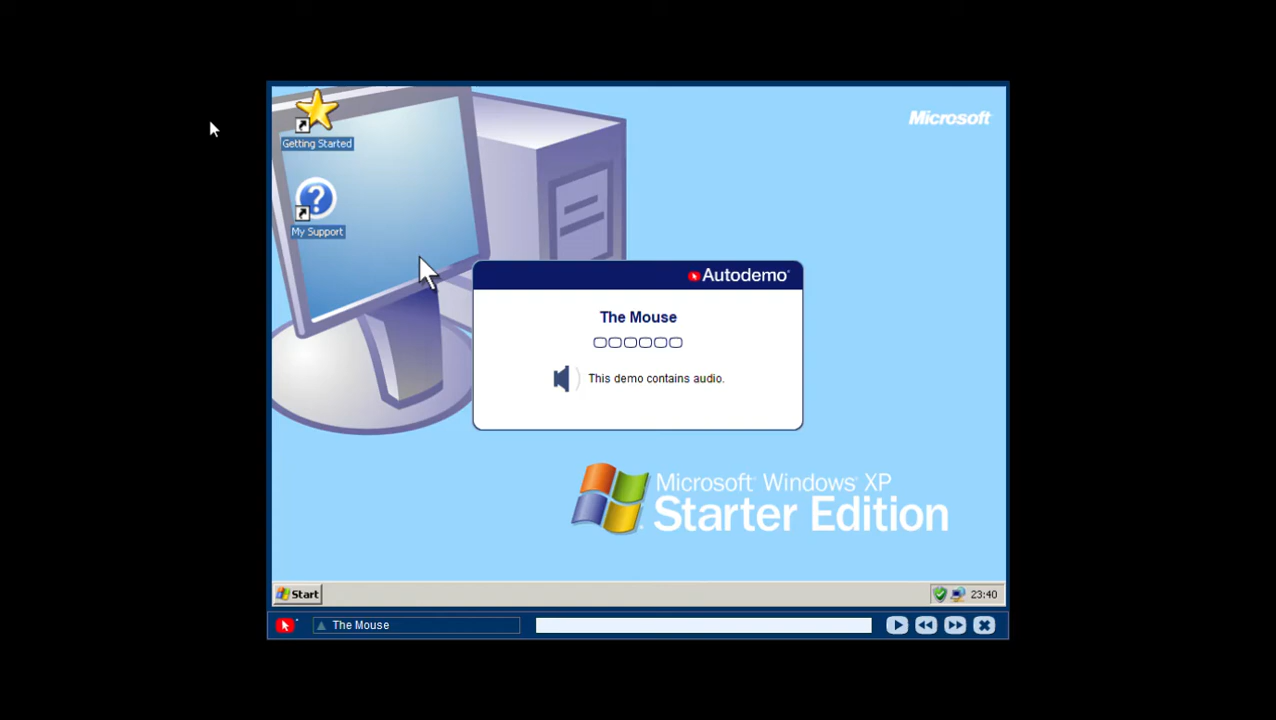 Microsoft
Getting Started
My Support
Autodemo
The Mouse
This demo contains audio.
Microsoft Windows XP
Starter Edition
Start
23:40
The Mouse